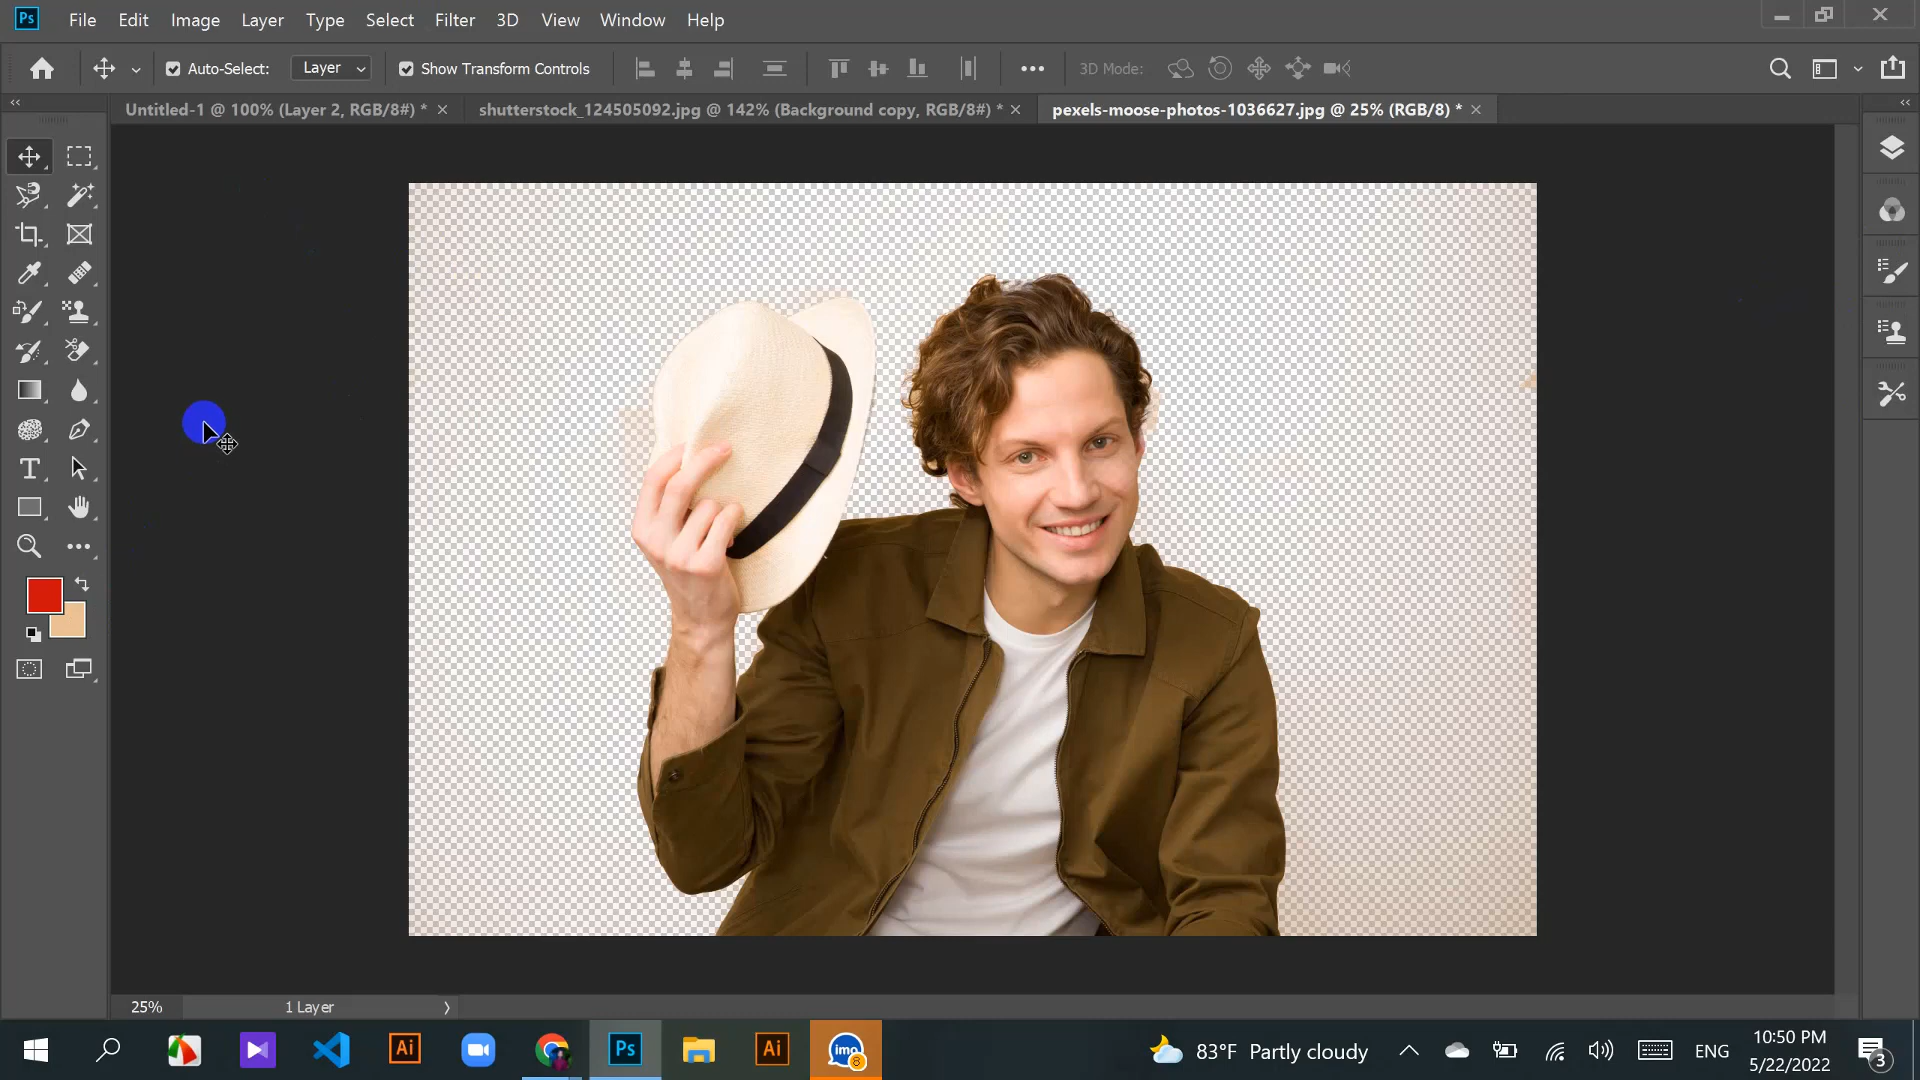 Ps File Edit Image Layer Type Select Filter 3D View Window Help
Auto-Select: Layer Show Transform Controls 3D Mode:
Untitled-1 @ 100% (Layer 2, RGB/8#) * shutterstock_124505092.jpg @ 142% (Background copy, RGB/8#) * pexels-moose-photos-1036627.jpg @ 25% (RGB/8) *
T
25% 1 Layer
Ai Ps Ai imo 8 83°F Partly cloudy ENG 10:50 PM
5/22/2022 3